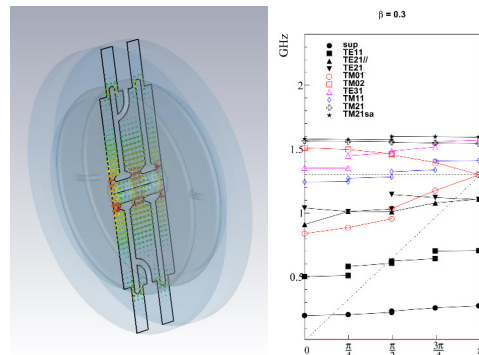 β = 0.3
GHz
sup
TE11
TE21//
TE21
TM01
TM02
TE31
TM11
TM21
TM21sa
2
1.5
1
0.5
0
π
4
π
2
3π
4